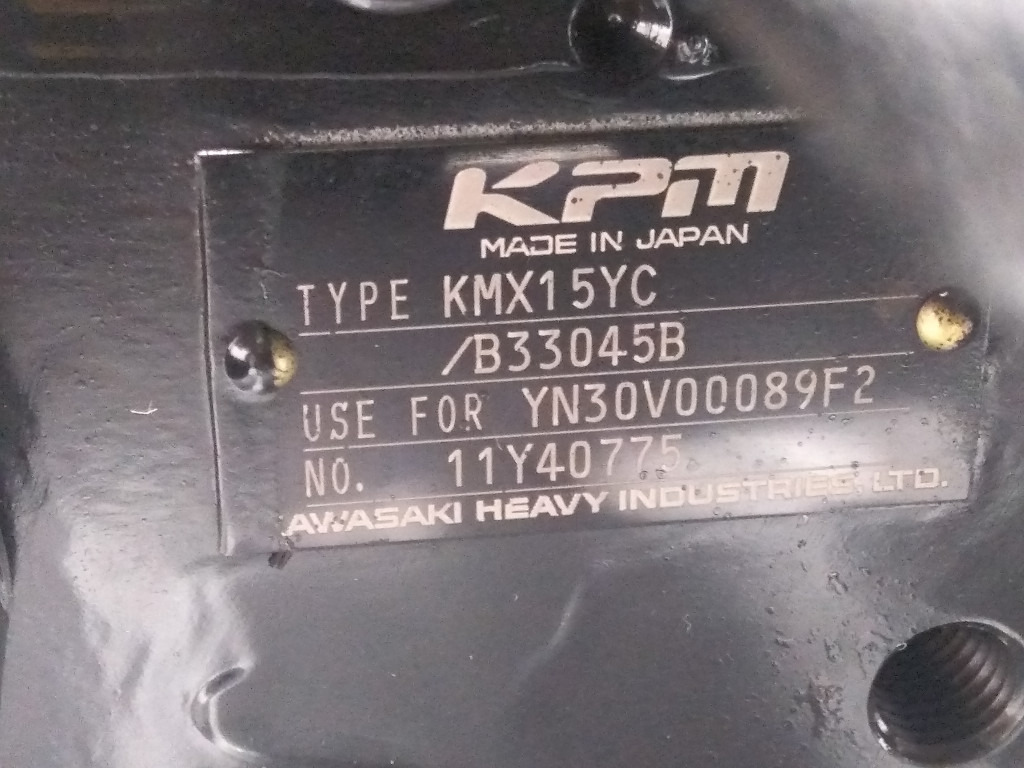 KPM
MADE IN JAPAN
TYPE KMX15YC
/B33045B
USE FOR YN30V00089F2
NO. 11Y40775
AWASAKI HEAVY INDUSTRIES, LTD.